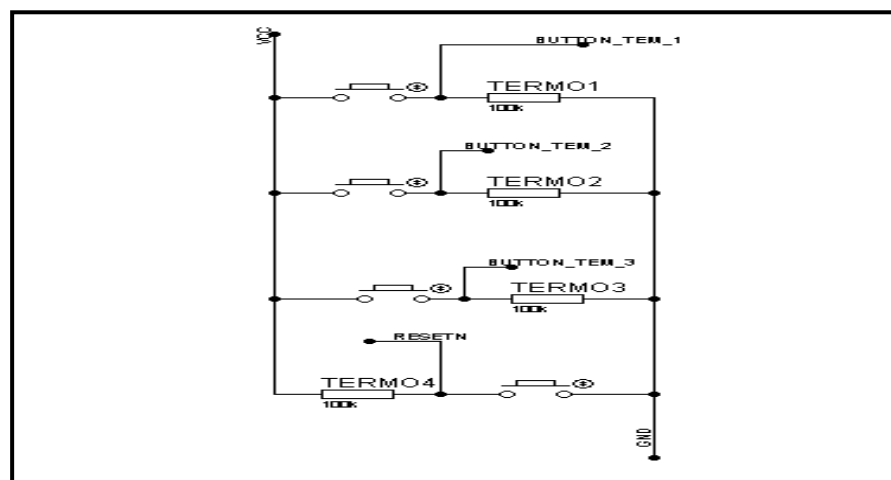 VCC
BUTTON_TEM_1
TERMO1
100k
BUTTON_TEM_2
TERMO2
100k
BUTTON_TEM_3
TERMO3
100k
RESETN
TERMO4
100k
GND